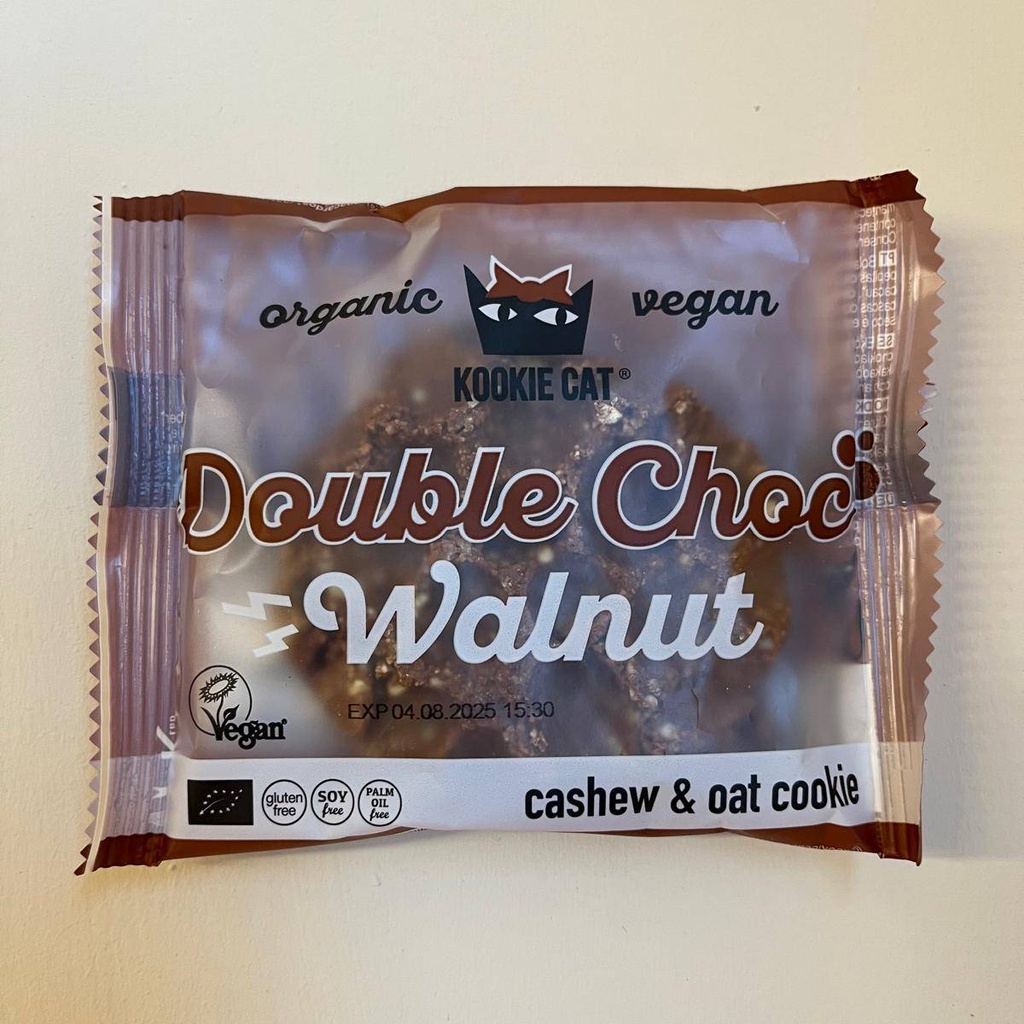 organic
vegan
KOOKIE CAT®
Double Choc
Walnut
Vegan
EXP 04.08.2025 15:30
gluten free
SOY free
PALM OIL free
cashew & oat cookie